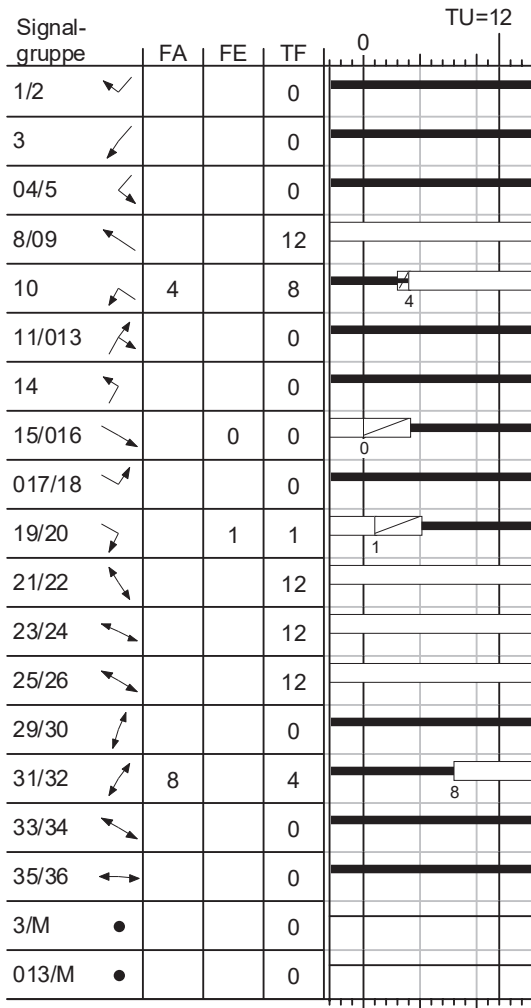 TU=12
Signal-
gruppe FA FE TF 0
1/2 0
3 0
04/5 0
8/09 12
10 4 8 4
11/013 0
14 0
15/016 0 0 0
017/18 0
19/20 1 1 1
21/22 12
23/24 12
25/26 12
29/30 0
31/32 8 4 8
33/34 0
35/36 0
3/M 0
013/M 0